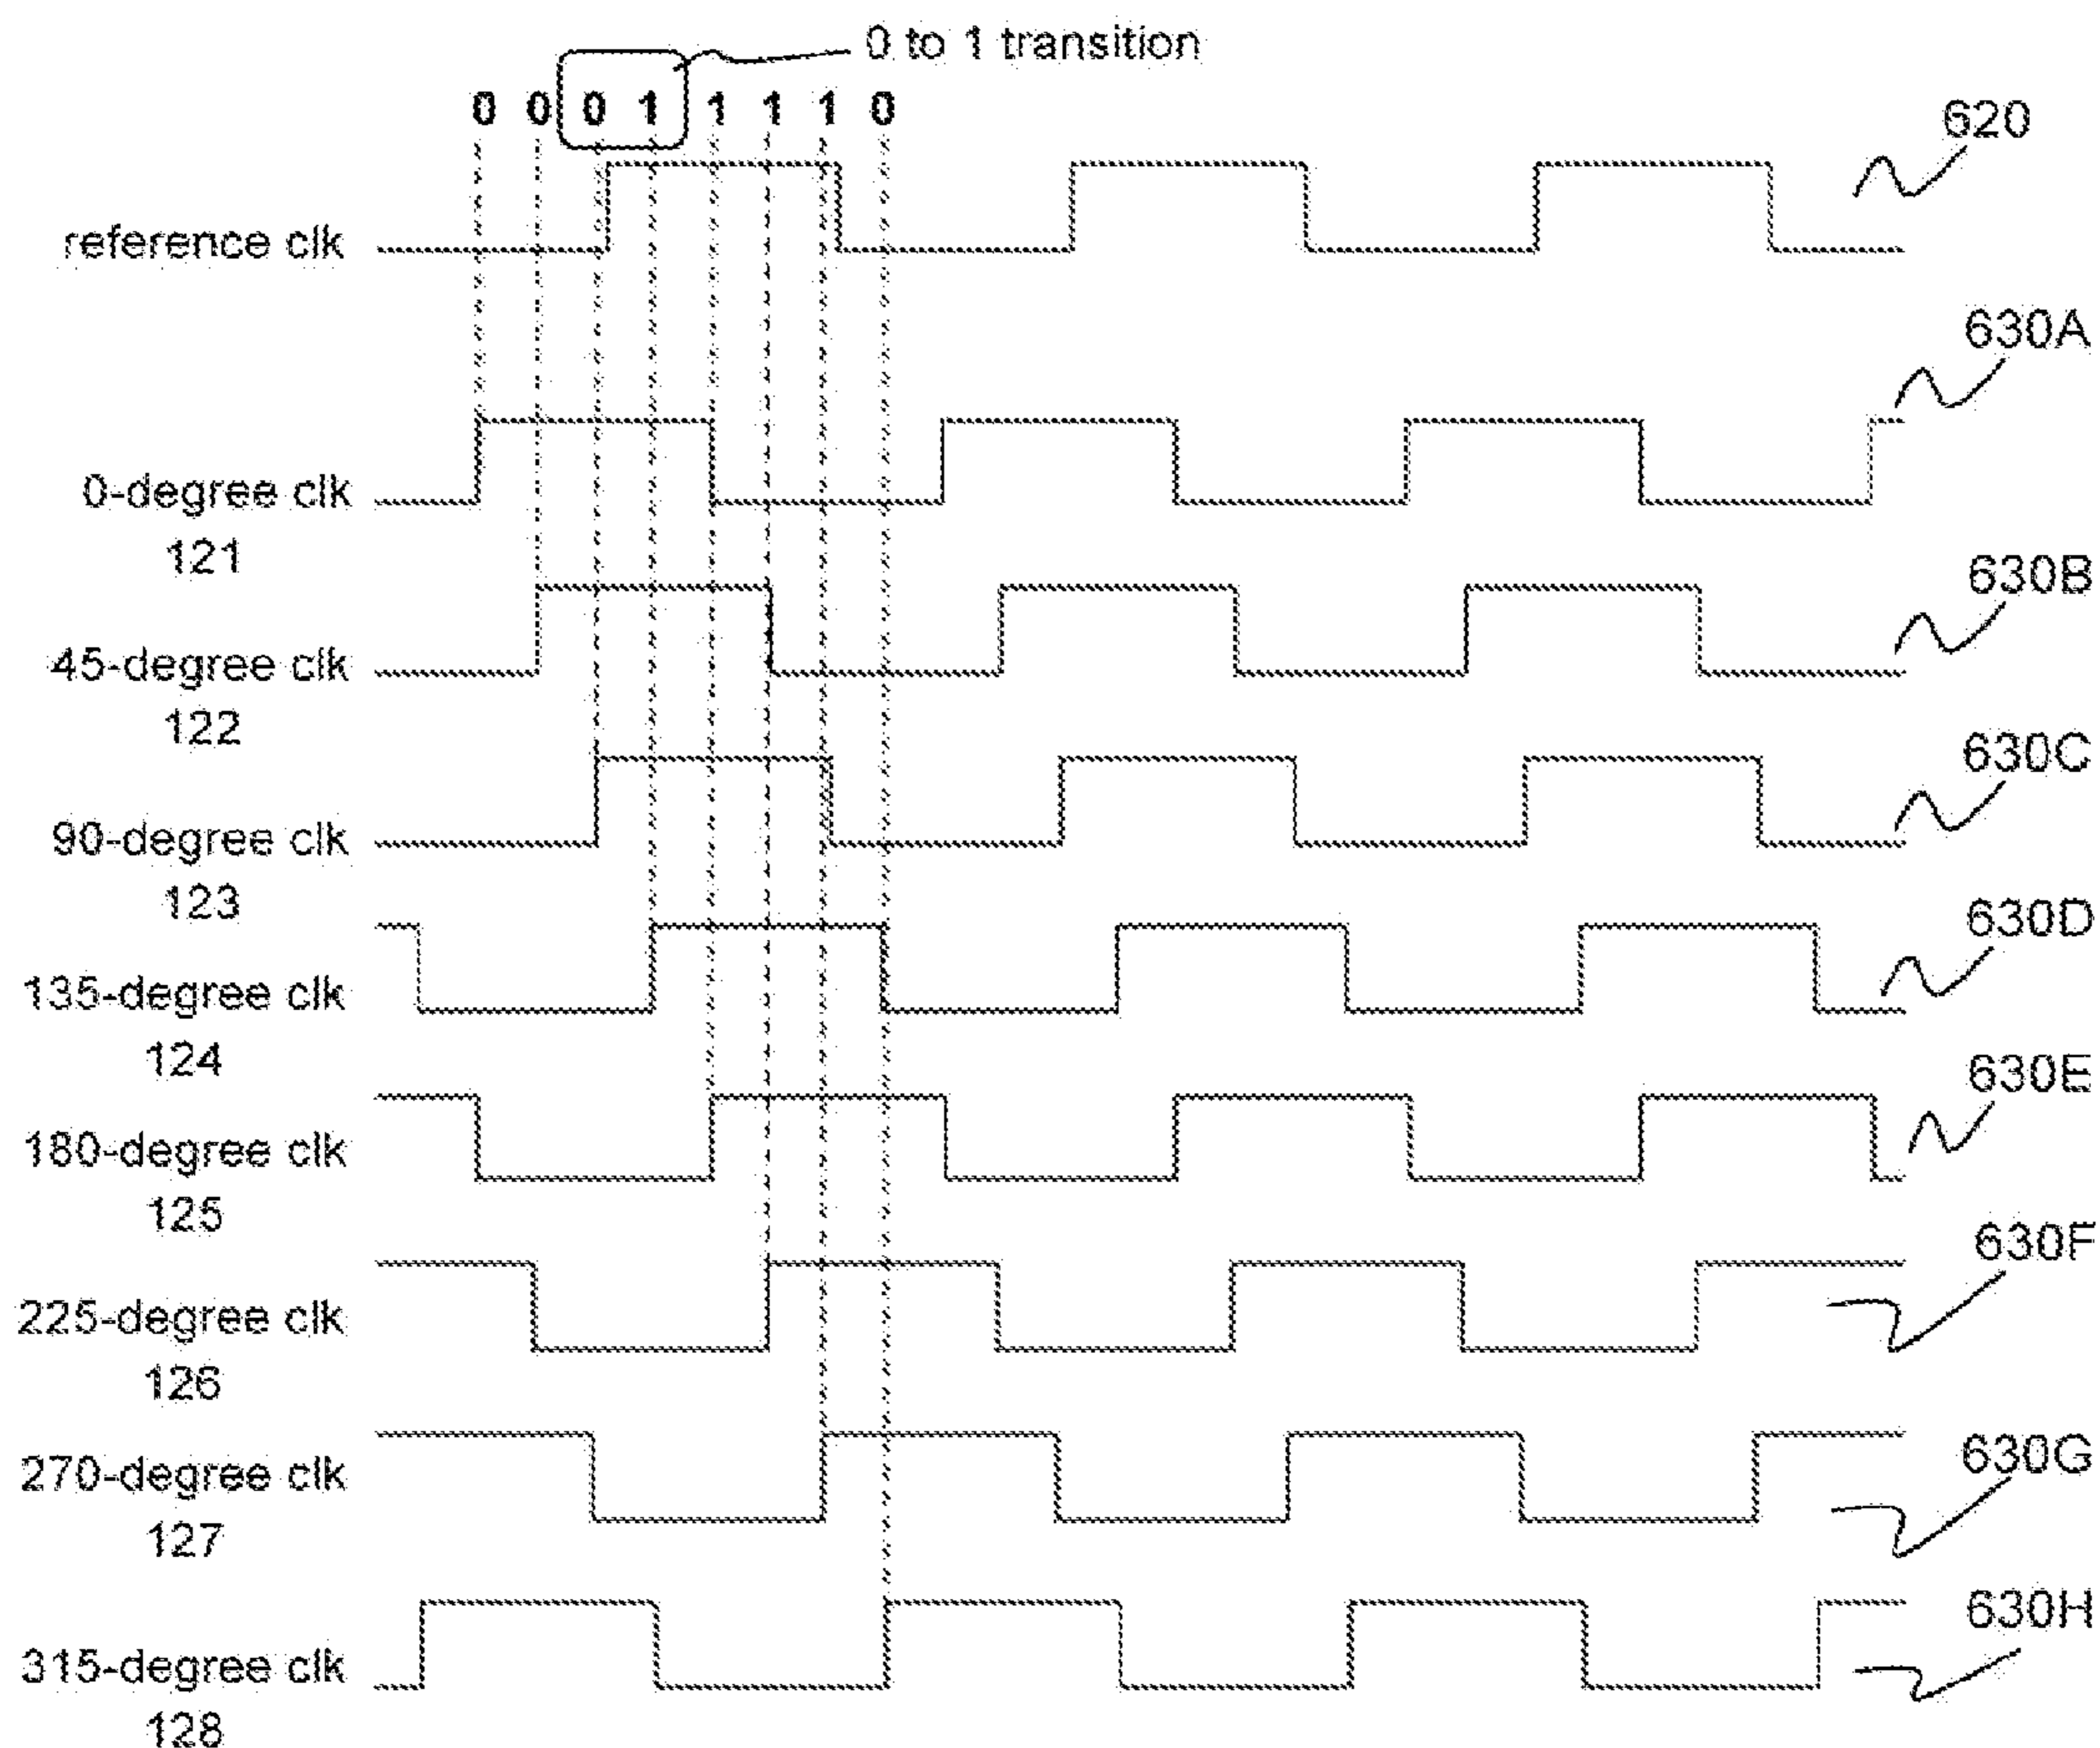 0 to 1 transition
0 0 0 1 1 1 1 0
620
reference clk
630A
0-degree clk
121
630B
45-degree clk
122
630C
90-degree clk
123
630D
135-degree clk
124
630E
180-degree clk
125
630F
225-degree clk
126
630G
270-degree clk
127
630H
315-degree clk
128